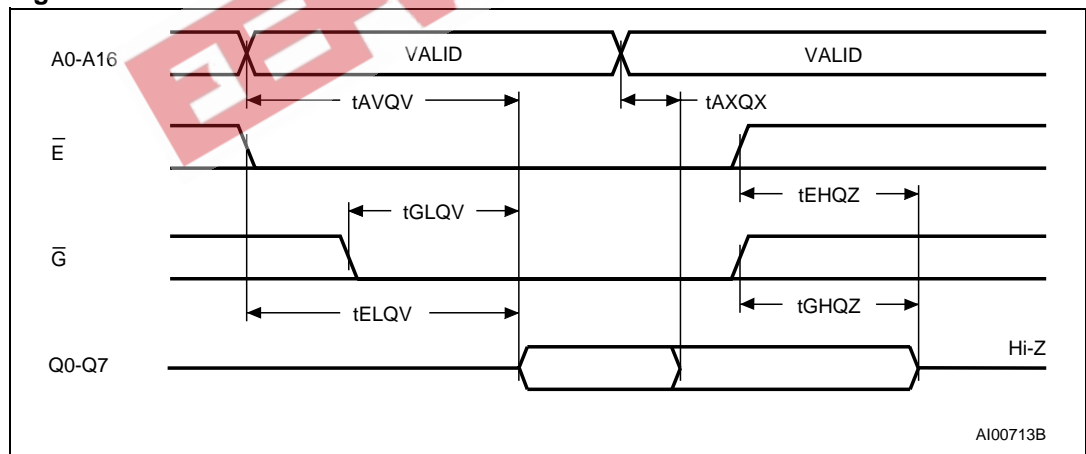 A0-A16
VALID
VALID
tAVQV
tAXQX
E
tEHQZ
tGLQV
G
tELQV
tGHQZ
Q0-Q7
Hi-Z
AI00713B